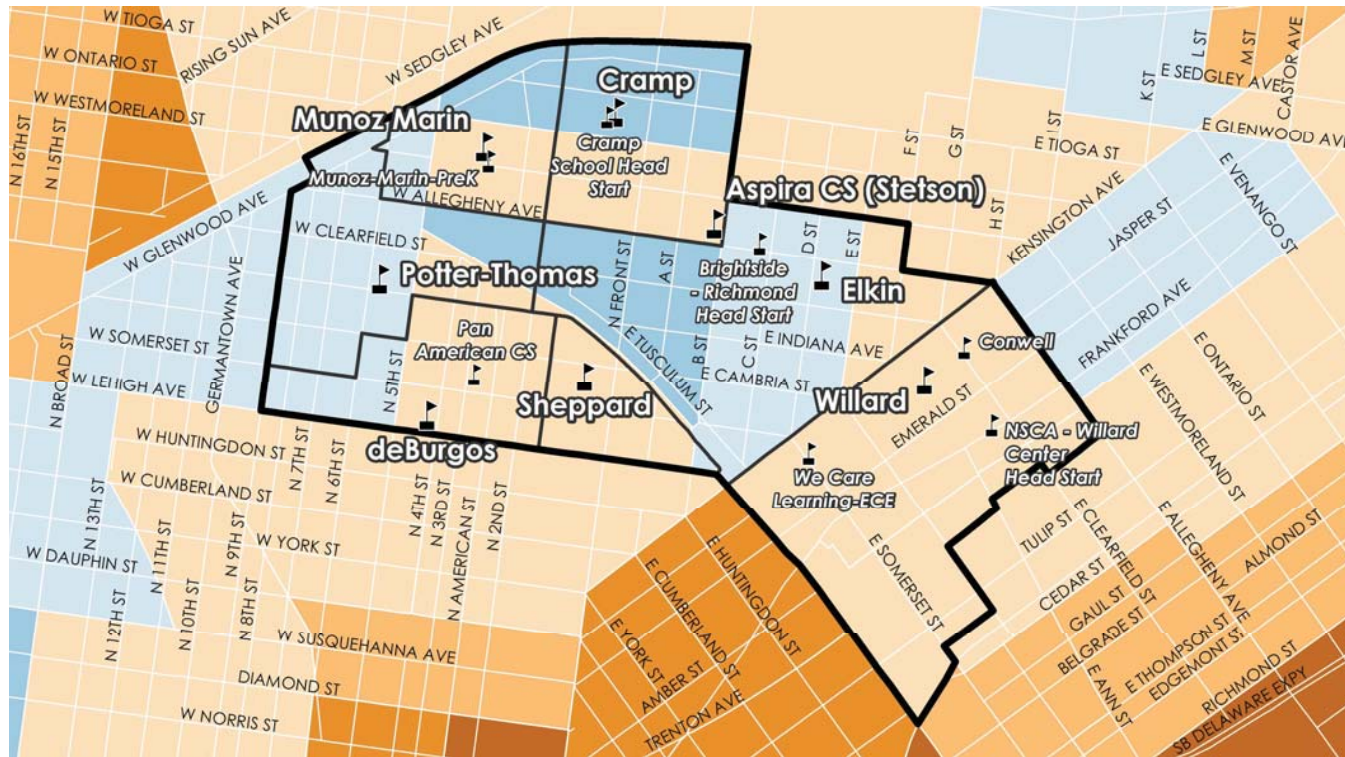 W TIOGA ST
RISING SUN AVE
W ONTARIO ST
W SEDGLEY AVE
W WESTMORELAND ST
N 16TH ST
N 15TH ST
L ST
M ST
CASTOR AVE
K ST
E SEDGLEY AVE
E GLENWOOD AVE
Cramp
Munoz Marin
Cramp
School Head
Start
Munoz-Marin-PreK
F ST
G ST
I ST
E TIOGA ST
E VENANGO ST
KENSINGTON AVE
JASPER ST
H ST
W ALLEGHENY AVE
Aspira CS (Stetson)
W GLENWOOD AVE
W CLEARFIELD ST
Potter-Thomas
N FRONT ST
A ST
D ST
E ST
Brightside
- Richmond
Head Start
Elkin
FRANKFORD AVE
GERMANTOWN AVE
W SOMERSET ST
N BROAD ST
W LEHIGH AVE
Pan
American CS
N 5TH ST
E TUSCULUM ST
B ST
C ST
E INDIANA AVE
E CAMBRIA ST
Conwell
E ONTARIO ST
E WESTMORELAND ST
Sheppard
Willard
EMERALD ST
deBurgos
NSCA - Willard
Center
Head Start
We Care
Learning-ECE
W HUNTINGDON ST
N 7TH ST
N 6TH ST
W CUMBERLAND ST
N 4TH ST
N 3RD ST
N AMERICAN ST
N 2ND ST
N 13TH ST
N 11TH ST
N 9TH ST
W YORK ST
W DAUPHIN ST
N 12TH ST
N 10TH ST
N 8TH ST
W SUSQUEHANNA AVE
DIAMOND ST
W NORRIS ST
E HUNTINGDON ST
E CUMBERLAND ST
E YORK ST
AMBER ST
TRENTON AVE
E SOMERSET ST
TULIP ST
E CLEARFIELD ST
E ALLEGHENY AVE
ALMOND ST
CEDAR ST
GAUL ST
BELGRADE ST
E THOMPSON ST
EDGEMONT ST
E ANN ST
RICHMOND ST
SB DELAWARE EXPY